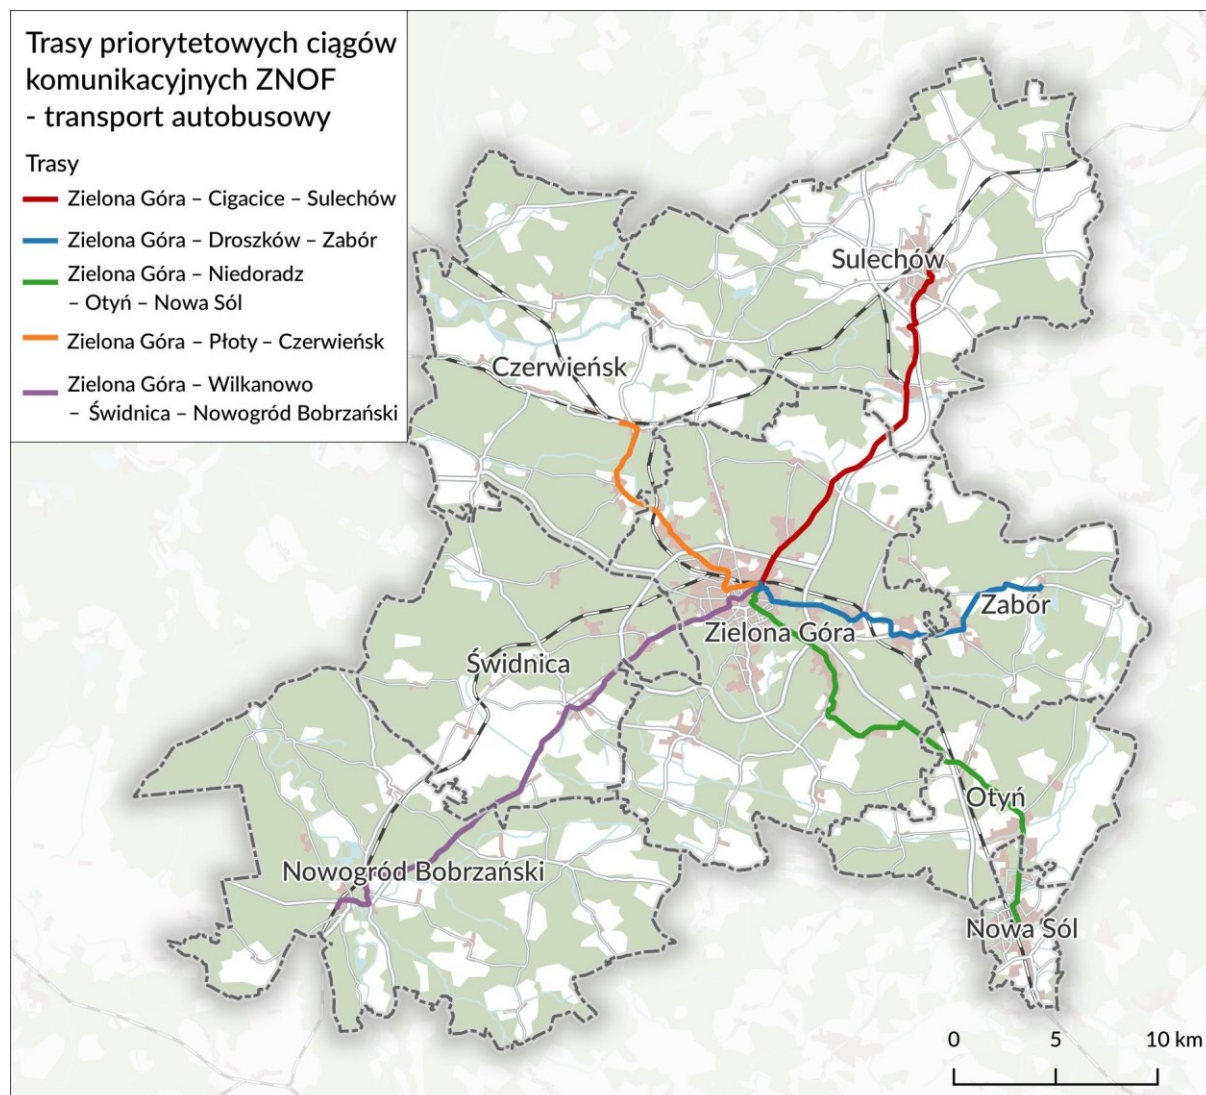 Trasy priorytetowych ciągów
komunikacyjnych ZNOF
- transport autobusowy
Trasy
Zielona Góra – Cigacice – Sulechów
Zielona Góra – Droszków – Zabór
Zielona Góra – Niedoradz
– Otyń – Nowa Sól
Zielona Góra – Płoty – Czerwieńsk
Zielona Góra – Wilkanowo
– Świdnica – Nowogród Bobrzański
Sulechów
Czerwieńsk
Zabór
Zielona Góra
Świdnica
Otyń
Nowogród Bobrzański
Nowa Sól
0 5 10 km